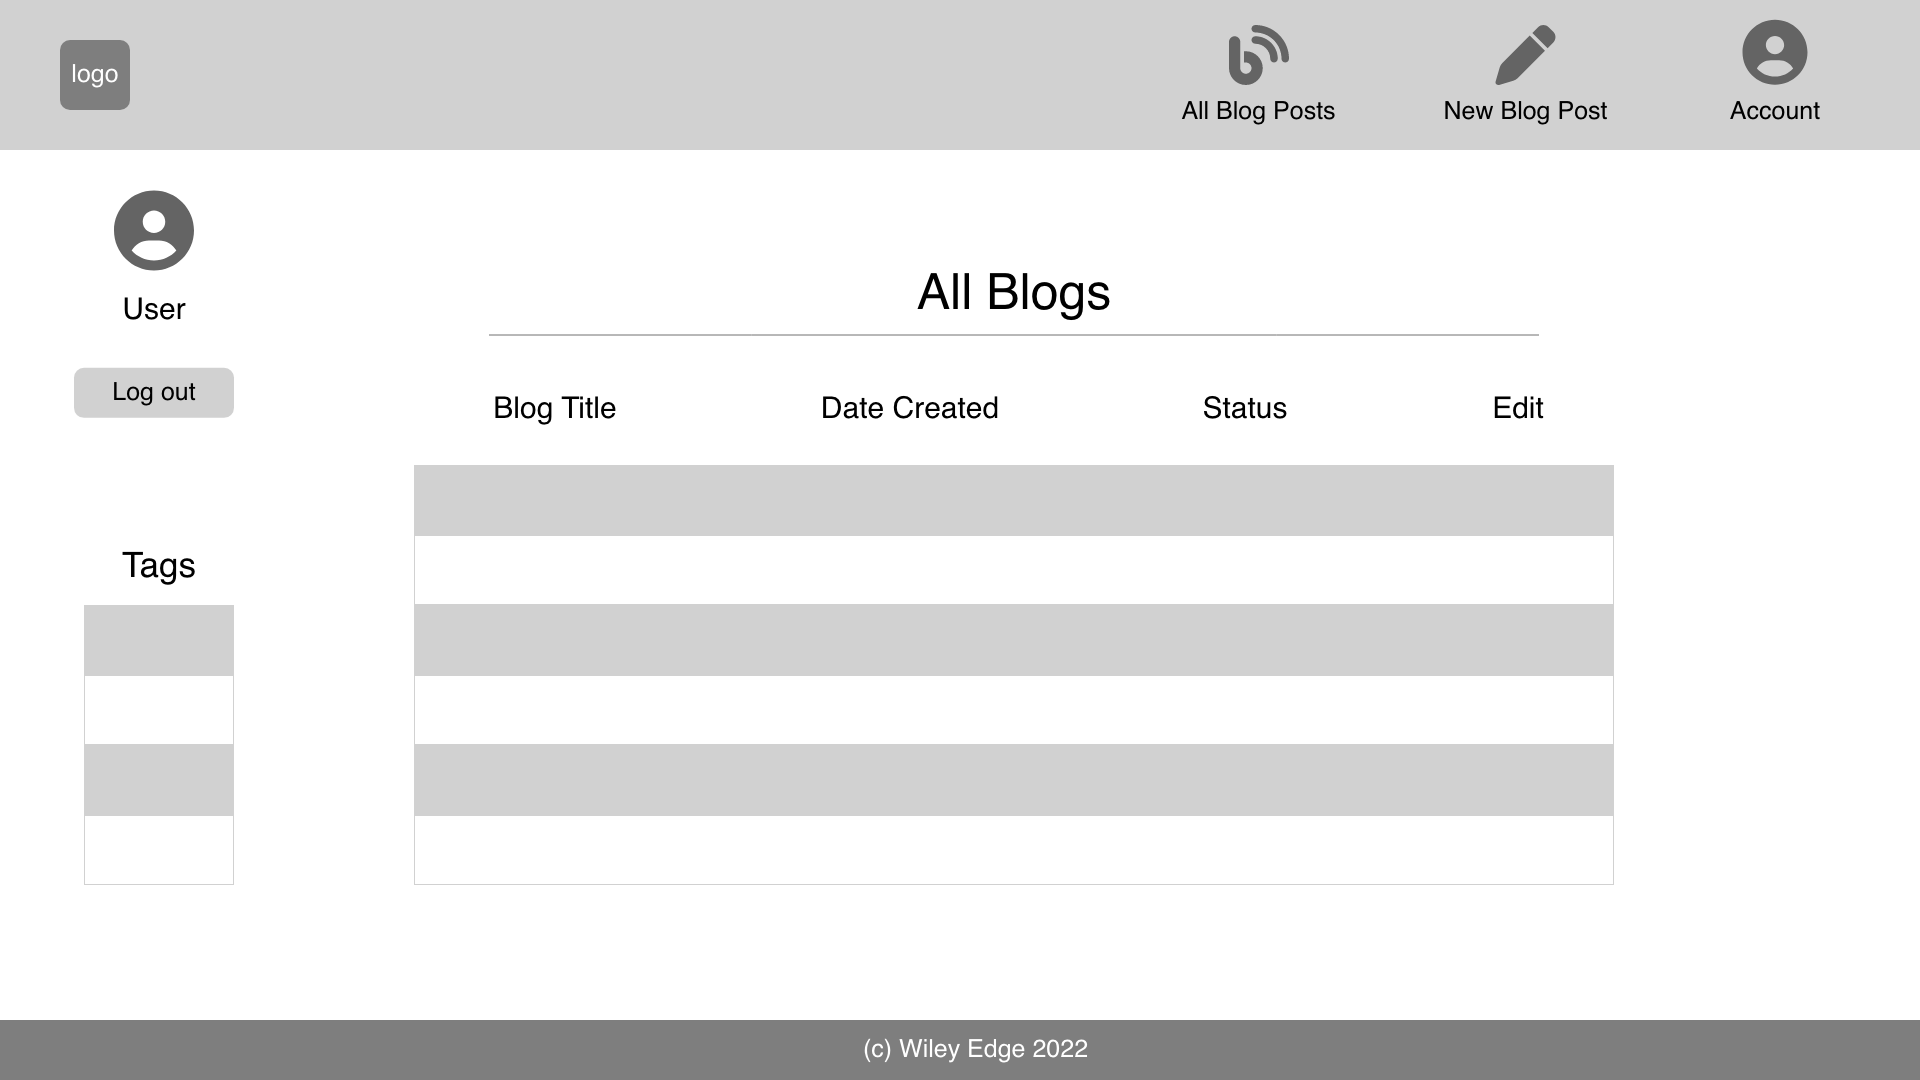 logo
All Blog Posts
New Blog Post
Account
User
Log out
Tags
All Blogs
Blog Title
Date Created
Status
Edit
(c) Wiley Edge 2022